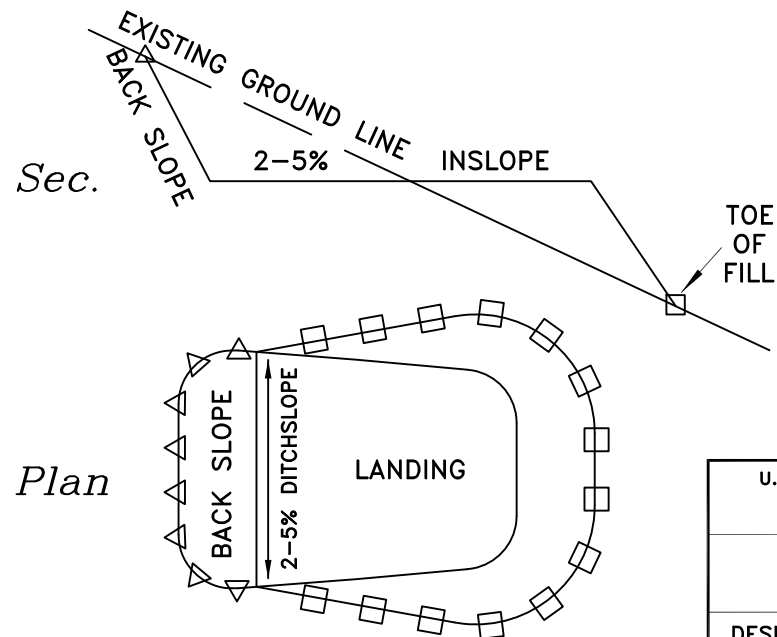 EXISTING GROUND LINE
BACK SLOPE
Sec.
2-5% INSLOPE
TOE
OF
FILL
Plan
BACK SLOPE
2-5% DITCHSLOPE
LANDING
U.
DESI